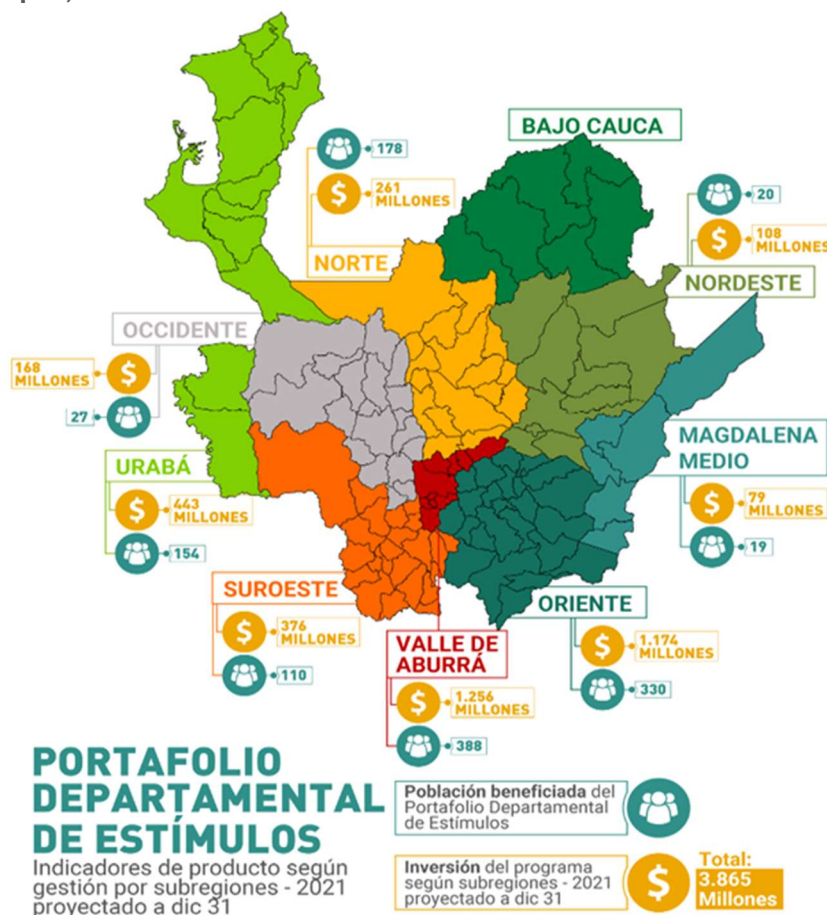 BAJO CAUCA
178
261
MILLONES
NORTE
20
108
MILLONES
NORDESTE
OCCIDENTE
168
MILLONES
27
URABÁ
443
MILLONES
154
MAGDALENA
MEDIO
79
MILLONES
19
SUROESTE
376
MILLONES
110
VALLE DE
ABURRÁ
1.256
MILLONES
388
ORIENTE
1.174
MILLONES
330
PORTAFOLIO
DEPARTAMENTAL
DE ESTÍMULOS
Indicadores de producto según
gestión por subregiones - 2021
proyectado a dic 31
Población beneficiada del
Portafolio Departamental
de Estímulos
Inversión del programa
según subregiones - 2021
proyectado a dic 31
Total:
3.865
Millones